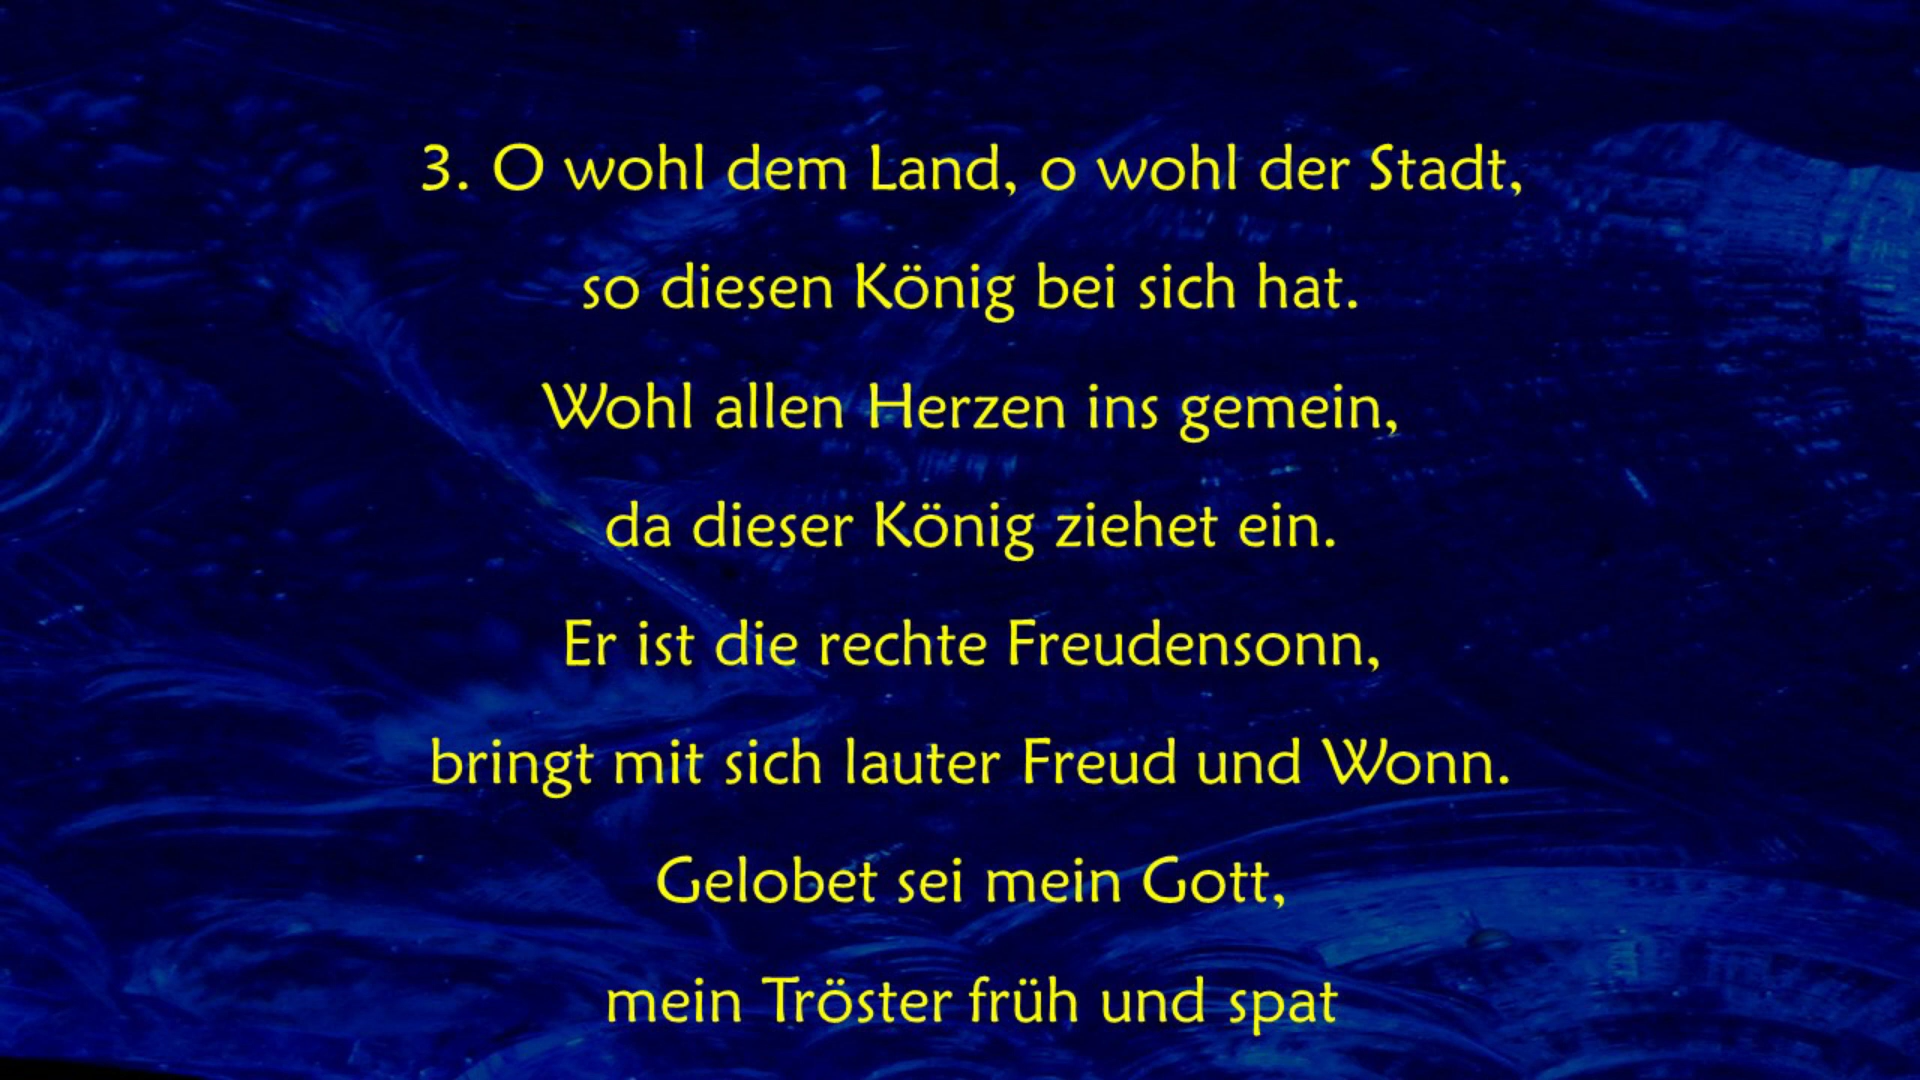 3. O wohl dem Land, o wohl der Stadt,
so diesen König bei sich hat.
Wohl allen Herzen ins gemein,
da dieser König ziehet ein.
Er ist die rechte Freudensonn,
bringt mit sich lauter Freud und Wonn.
Gelobet sei mein Gott,
mein Tröster früh und spat